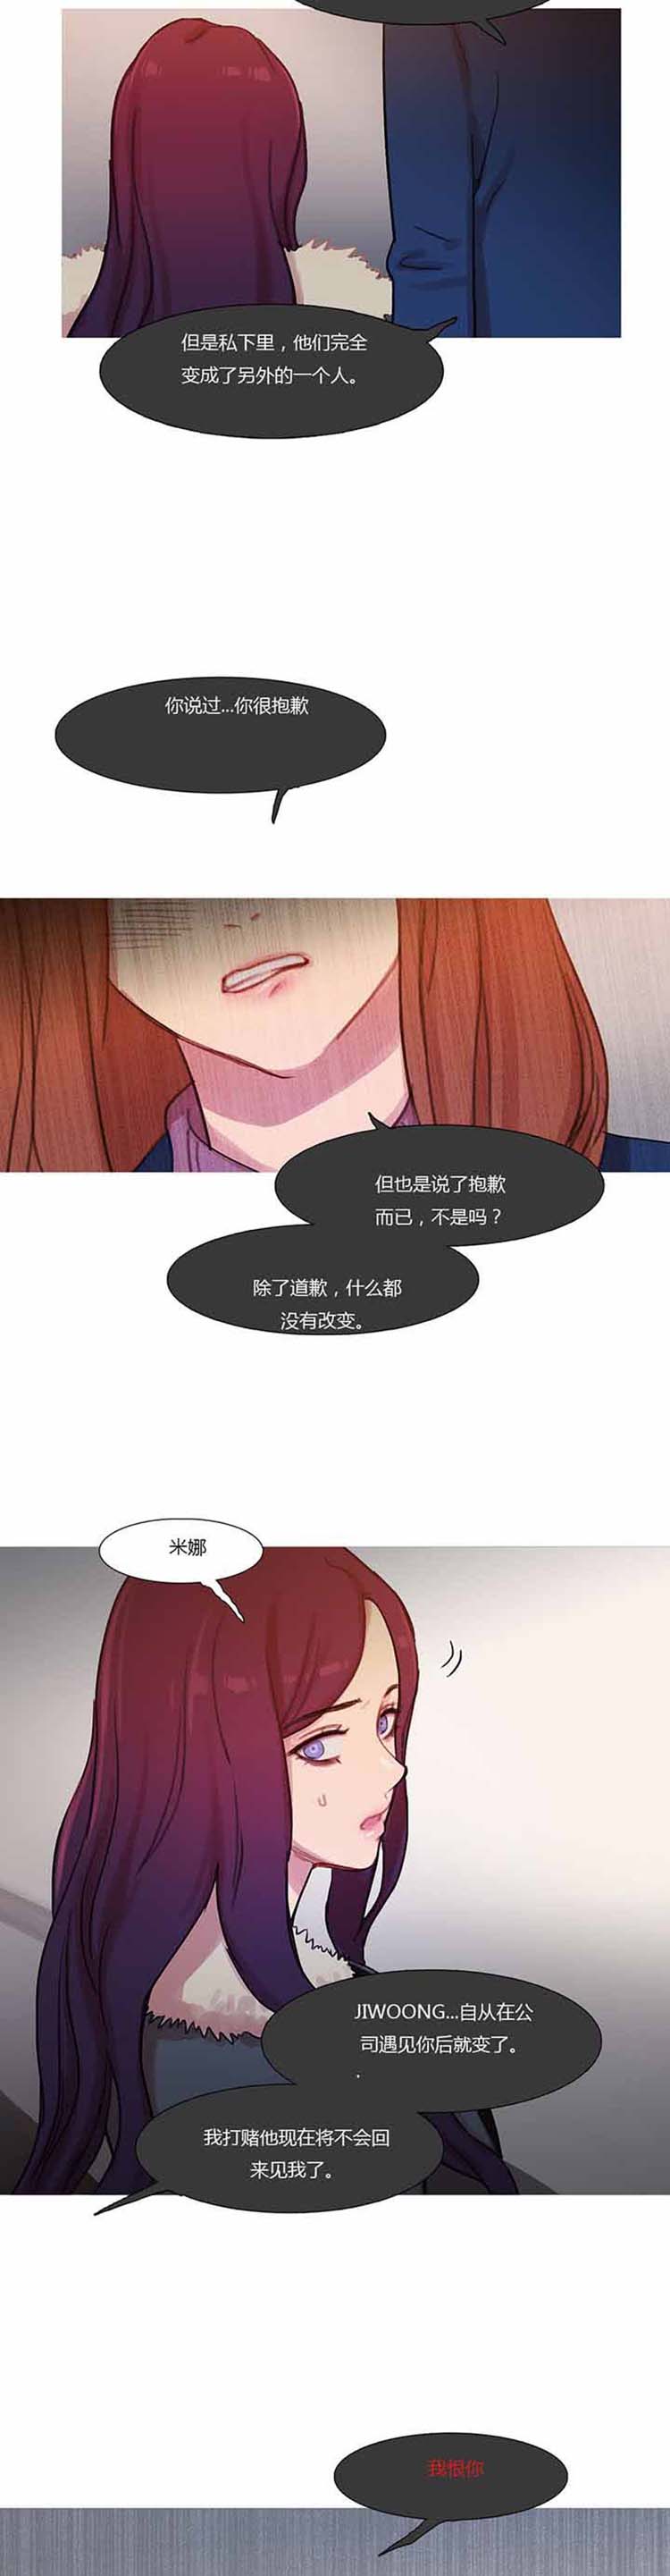 但是私下里，他们完全
变成了另外的一个人。
你说过...你很抱歉
但也是说了抱歉
而已，不是吗？
除了道歉，什么都
没有改变。
米娜
JIWOONG...自从在公
司遇见你后就变了。
.
我打赌他现在将不会回
来见我了。
我恨你